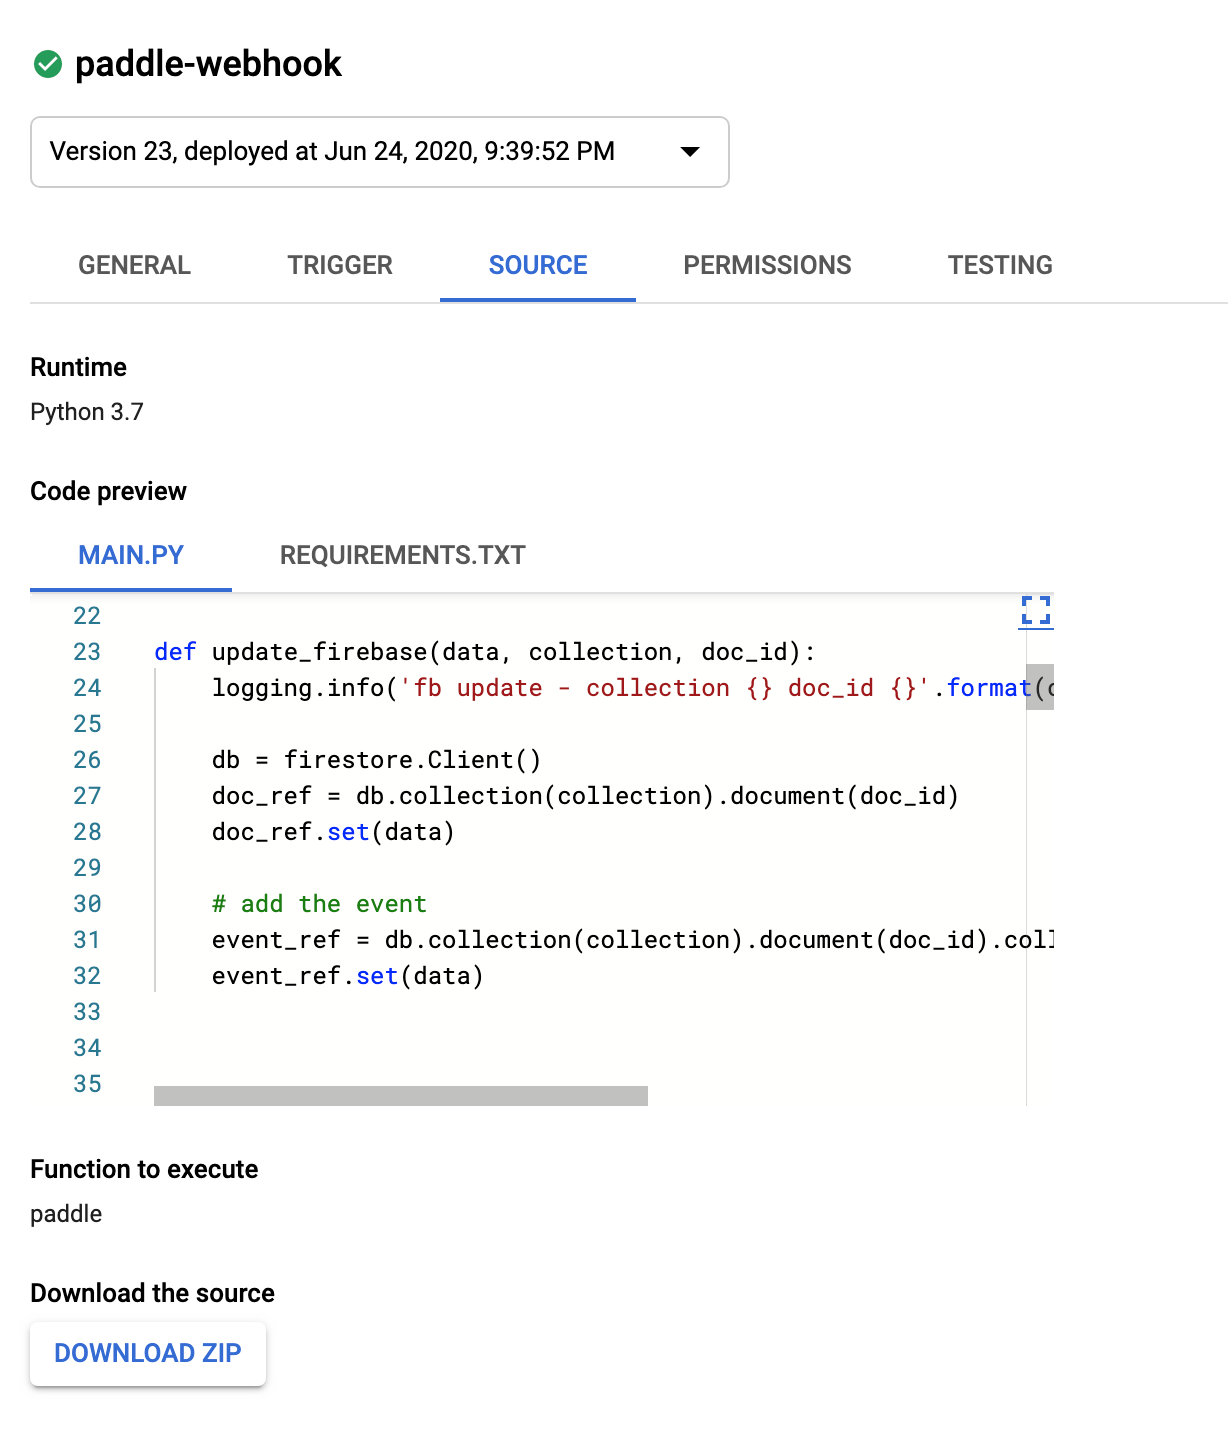 paddle-webhook
Version 23, deployed at Jun 24, 2020, 9:39:52 PM
GENERAL TRIGGER SOURCE PERMISSIONS TESTING
Runtime
Python 3.7
Code preview
MAIN.PY REQUIREMENTS.TXT
22
23 def update_firebase(data, collection, doc_id):
24     logging.info('fb update - collection {} doc_id {}'.format(
25
26     db = firestore.Client()
27     doc_ref = db.collection(collection).document(doc_id)
28     doc_ref.set(data)
29
30     # add the event
31     event_ref = db.collection(collection).document(doc_id).coll
32     event_ref.set(data)
33
34
35
Function to execute
paddle
Download the source
DOWNLOAD ZIP